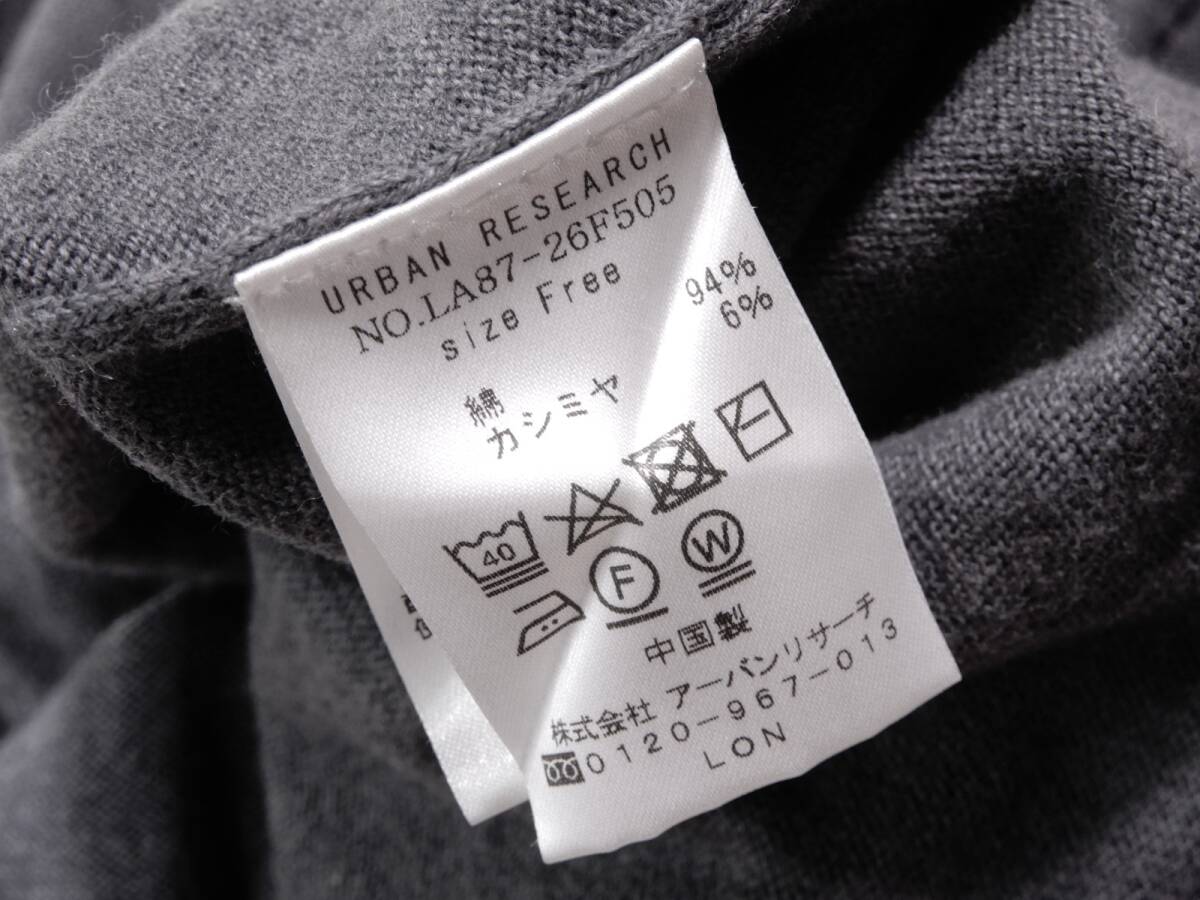 URBAN RESEARCH
NO.LA87-26F505
size Free
綿 94%
カシミヤ 6%
40
F W
中国製
株式会社 アーバンリサーチ
0120-967-013
LON